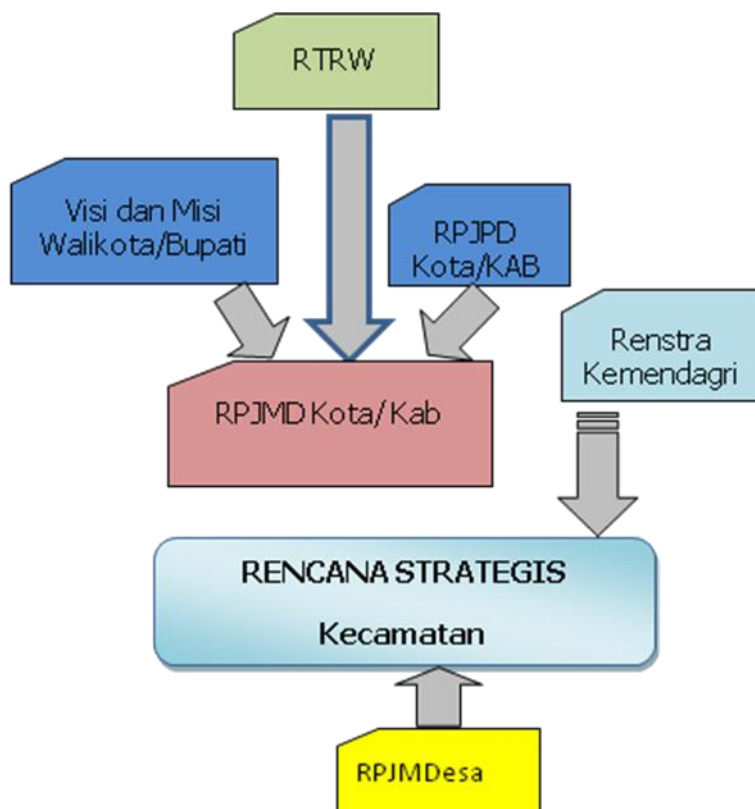 RTRW
Visi dan Misi
Walikota/Bupati
RPJPD
Kota/KAB
Renstra
Kemendagri
RPJMD Kota/ Kab
RENCANA STRATEGIS
Kecamatan
RPJMDesa